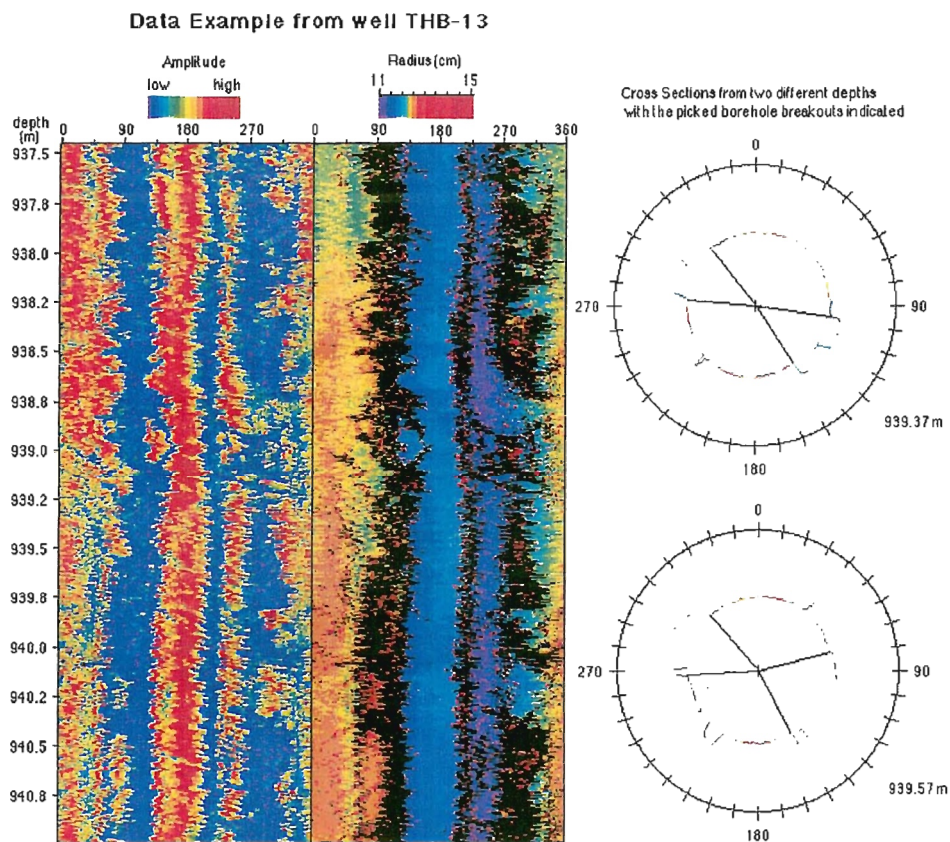 Data Example from well THB-13
Amplitude
low high
Radius (cm)
11 15
Cross Sections from two different depths
with the picked borehole breakouts indicated
depth
(m)
0 90 180 270 0 90 180 270 360
937.5
937.8
938.0
938.2
938.5
938.8
939.0
939.2
939.5
939.8
940.0
940.2
940.5
940.8
0
270 90
180
939.37 m
0
270 90
180
939.57 m